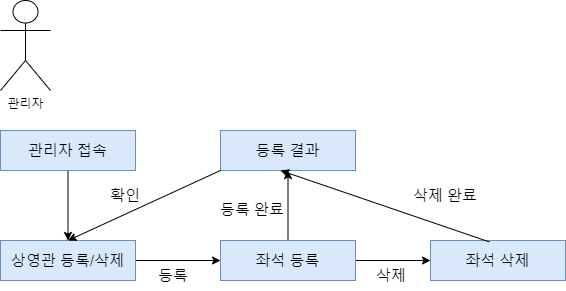 관리자
관리자 접속
등록 결과
확인
등록 완료
삭제 완료
상영관 등록/삭제
등록
좌석 등록
삭제
좌석 삭제